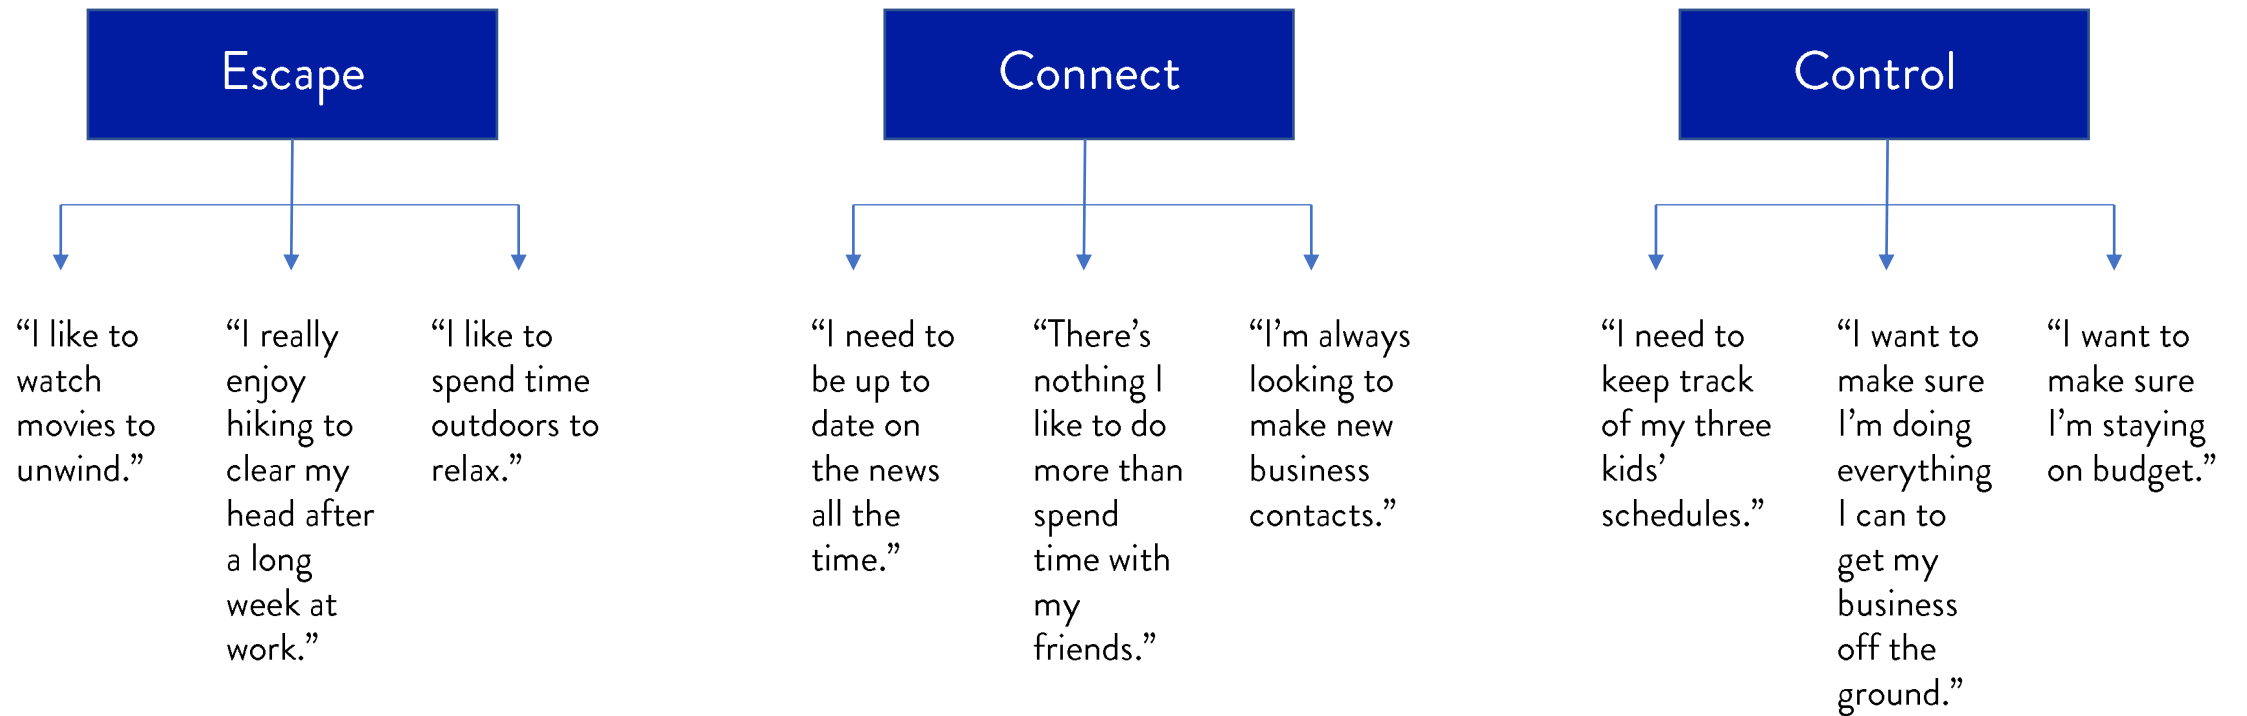 Escape
“I like to
watch
movies to
unwind.”
“I really
enjoy
hiking to
clear my
head after
a long
week at
work.”
“I like to
spend time
outdoors to
relax.”
Connect
“I need to
be up to
date on
the news
all the
time.”
“There’s
nothing I
like to do
more than
spend
time with
my
friends.”
“I’m always
looking to
make new
business
contacts.”
Control
“I need to
keep track
of my three
kids’
schedules.”
“I want to
make sure
I’m doing
everything
I can to
get my
business
off the
ground.”
“I want to
make sure
I’m staying
on budget.”